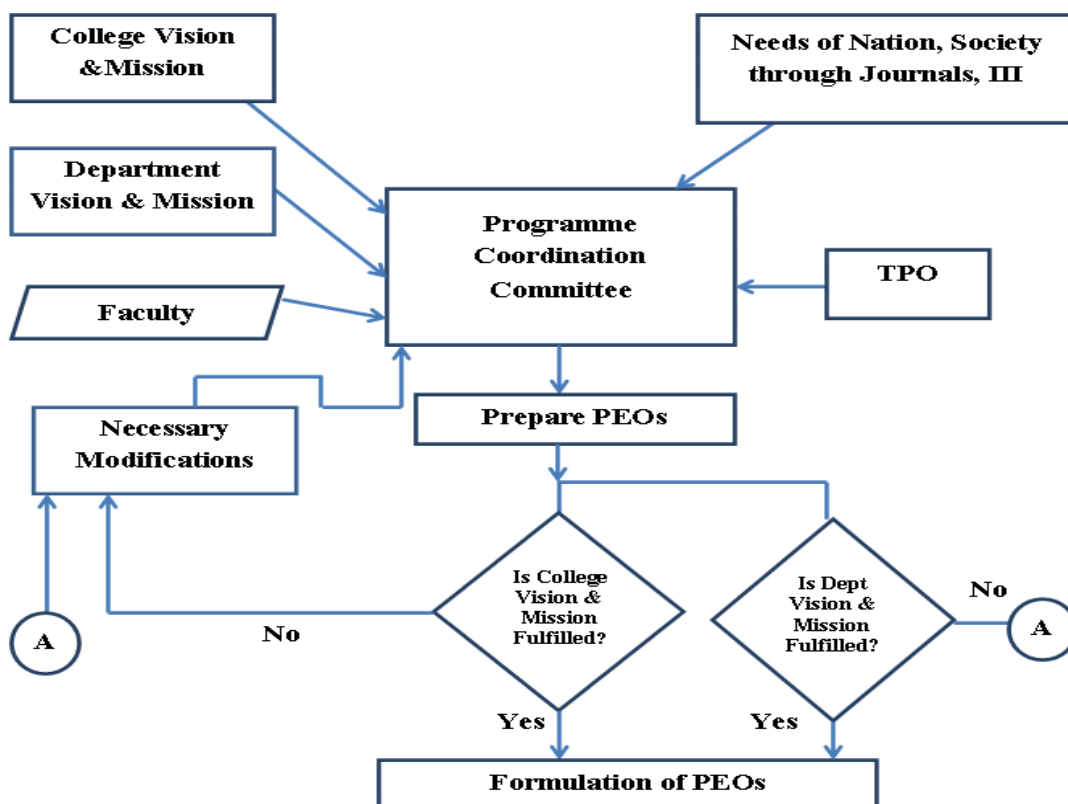 College Vision
&Mission
Needs of Nation, Society
through Journals, III
Department
Vision & Mission
Programme
Coordination
Committee
TPO
Faculty
Prepare PEOs
Necessary
Modifications
Is College
Vision &
Mission
Fulfilled?
Is Dept
Vision &
Mission
Fulfilled?
No
A
No
A
Yes
Yes
Formulation of PEOs